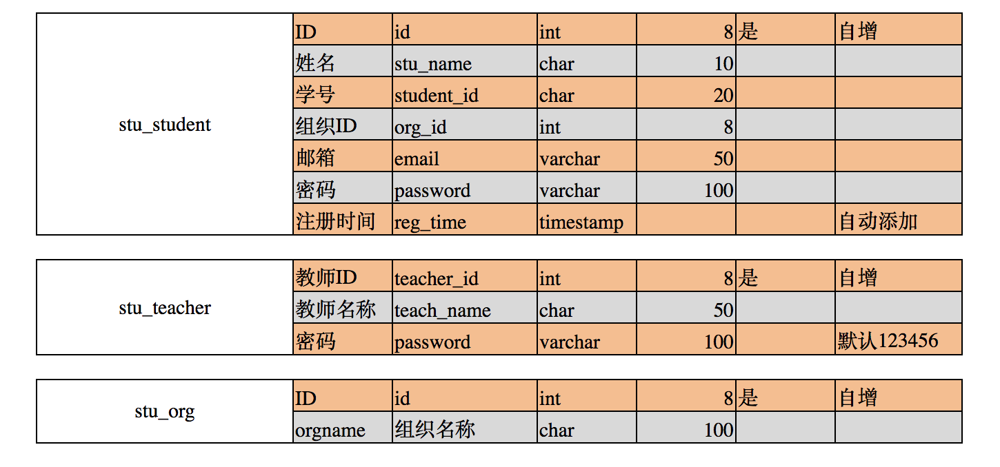 stu_student
ID id int 8 是 自增
姓名 stu_name char 10
学号 student_id char 20
组织ID org_id int 8
邮箱 email varchar 50
密码 password varchar 100
注册时间 reg_time timestamp 自动添加
stu_teacher
教师ID teacher_id int 8 是 自增
教师名称 teach_name char 50
密码 password varchar 100 默认123456
stu_org
ID id int 8 是 自增
orgname 组织名称 char 100